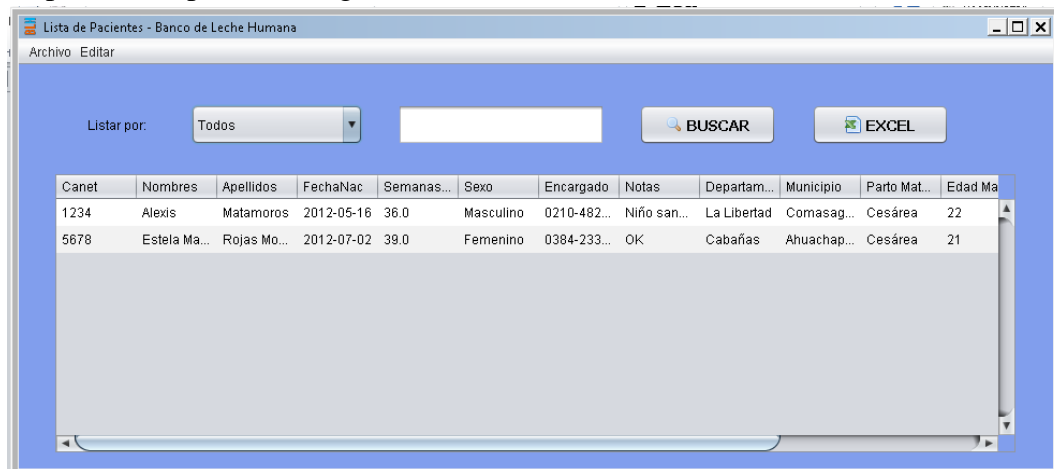 Lista de Pacientes - Banco de Leche Humana
Archivo Editar
Listar por: Todos BUSCAR EXCEL
Canet Nombres Apellidos FechaNac Semanas... Sexo Encargado Notas Departam... Municipio Parto Mat... Edad Ma
1234 Alexis Matamoros 2012-05-16 36.0 Masculino 0210-482... Niño san... La Libertad Comasag... Cesárea 22
5678 Estela Ma... Rojas Mo... 2012-07-02 39.0 Femenino 0384-233... OK Cabañas Ahuachap... Cesárea 21